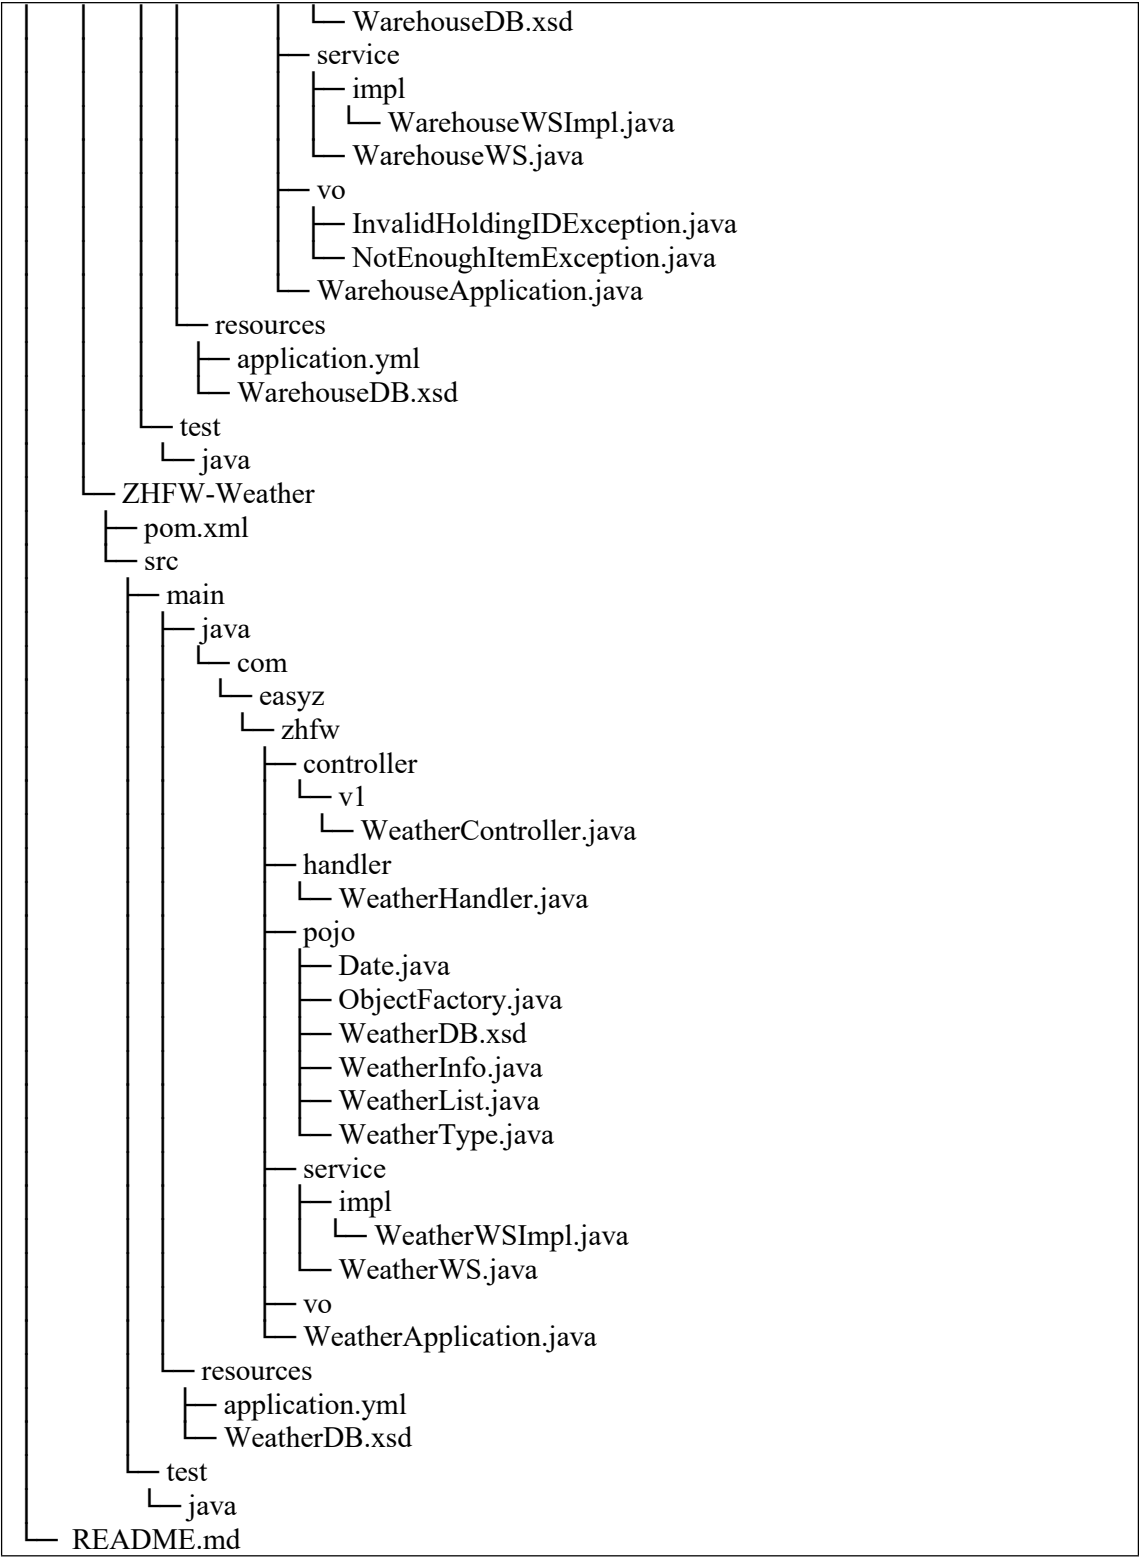 WarehouseDB.xsd
service
impl
WarehouseWSImpl.java
WarehouseWS.java
vo
InvalidHoldingIDException.java
NotEnoughItemException.java
WarehouseApplication.java
resources
application.yml
WarehouseDB.xsd
test
java
ZHFW-Weather
pom.xml
src
main
java
com
easyz
zhfw
controller
v1
WeatherController.java
handler
WeatherHandler.java
pojo
Date.java
ObjectFactory.java
WeatherDB.xsd
WeatherInfo.java
WeatherList.java
WeatherType.java
service
impl
WeatherWSImpl.java
WeatherWS.java
vo
WeatherApplication.java
resources
application.yml
WeatherDB.xsd
test
java
README.md